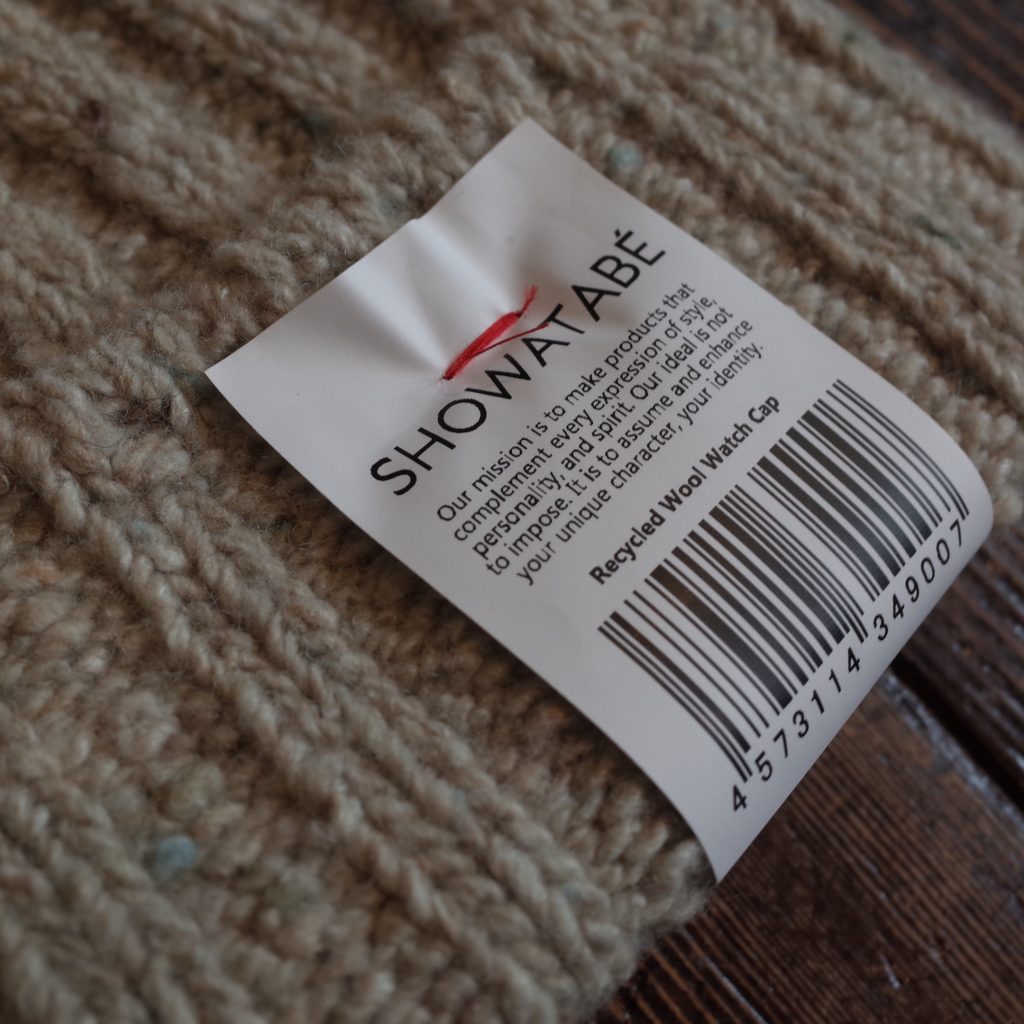 SHOWATABÉ
Our mission is to make products that
complement every expression of style,
personality, and spirit. Our ideal is not
to impose. It is to assume and enhance
your unique character, your identity.
Recycled Wool Watch Cap
4 573114 349007